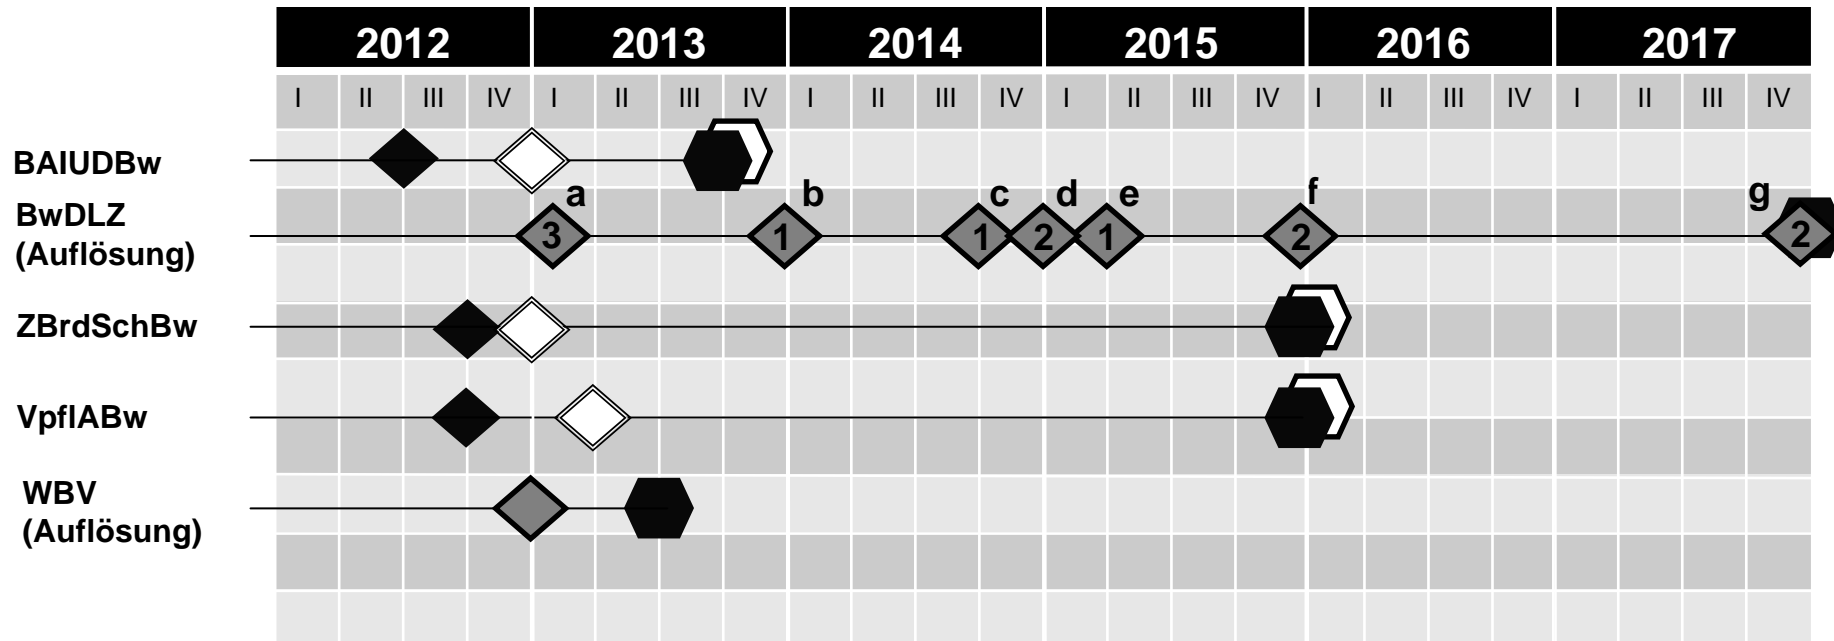 2012 2013 2014 2015 2016 2017
I II III IV I II III IV I II III IV I II III IV I II III IV I II III IV
BAIUDBw
a b c d e f g
BwDLZ
(Auflösung)
3 1 1 2 1 2 2
ZBrdSchBw
VpflABw
WBV
(Auflösung)